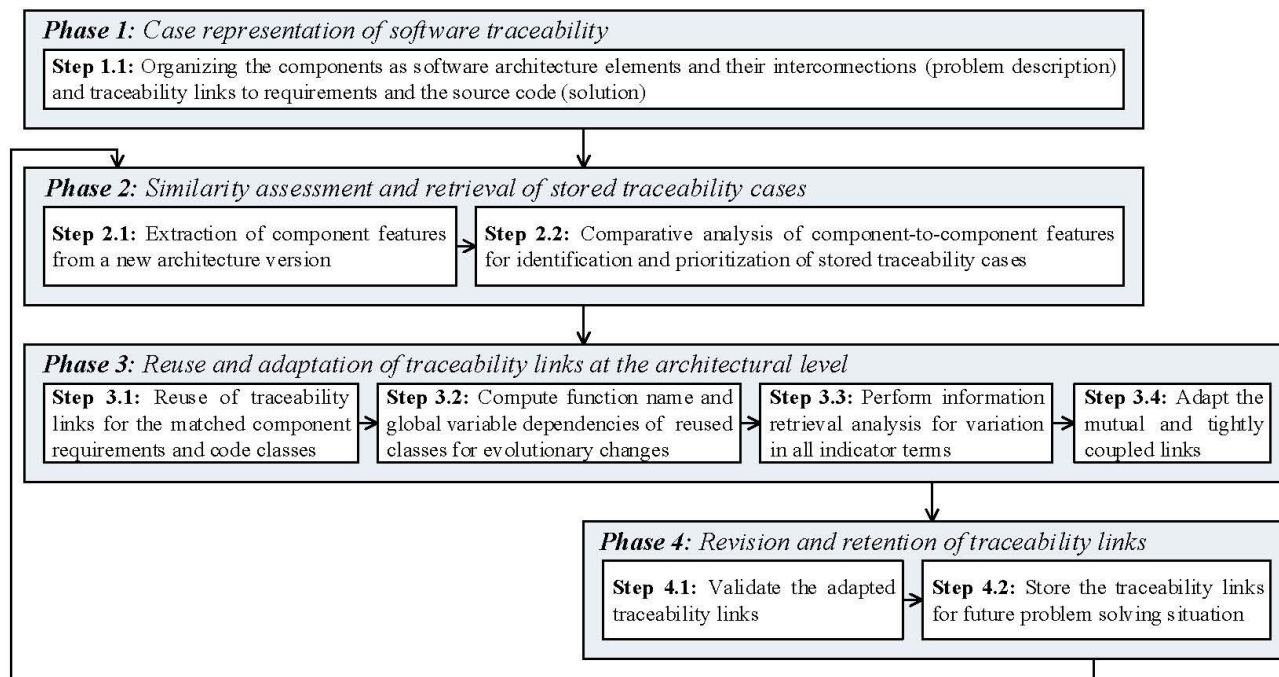 Phase 1: Case representation of software traceability
Step 1.1: Organizing the components as software architecture elements and their interconnections (problem description)
and traceability links to requirements and the source code (solution)
Phase 2: Similarity assessment and retrieval of stored traceability cases
Step 2.1: Extraction of component features
from a new architecture version
Step 2.2: Comparative analysis of component-to-component features
for identification and prioritization of stored traceability cases
Phase 3: Reuse and adaptation of traceability links at the architectural level
Step 3.1: Reuse of traceability
links for the matched component
requirements and code classes
Step 3.2: Compute function name and
global variable dependencies of reused
classes for evolutionary changes
Step 3.3: Perform information
retrieval analysis for variation
in all indicator terms
Step 3.4: Adapt the
mutual and tightly
coupled links
Phase 4: Revision and retention of traceability links
Step 4.1: Validate the adapted
traceability links
Step 4.2: Store the traceability links
for future problem solving situation